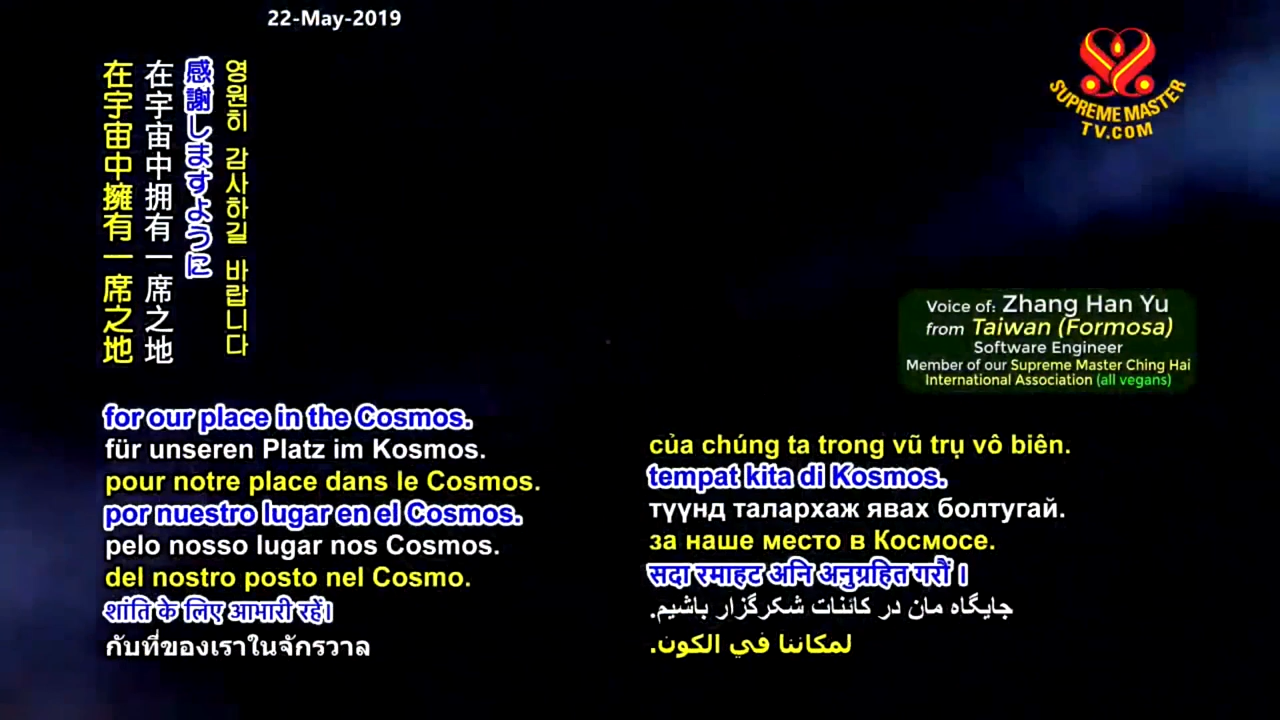 22-May-2019
SUPREME MASTER
TV.COM
영원히 감사하길 바랍니다
感謝しますように
在宇宙中拥有一席之地
在宇宙中擁有一席之地
Voice of: Zhang Han Yu
from Taiwan (Formosa)
Software Engineer
Member of our Supreme Master Ching Hai
International Association (all vegans)
for our place in the Cosmos.
für unseren Platz im Kosmos.
pour notre place dans le Cosmos.
por nuestro lugar en el Cosmos.
pelo nosso lugar nos Cosmos.
del nostro posto nel Cosmo.
शांति के लिए आभारी रहें।
กับที่ของเราในจักรวาล
của chúng ta trong vũ trụ vô biên.
tempat kita di Kosmos.
түүнд талархаж явах болтугай.
за наше место в Космосе.
सदा रमाहट अनि अनुग्रहित गरौं ।
جایگاه مان در کائنات شکرگزار باشیم.
لمكاننا في الكون.